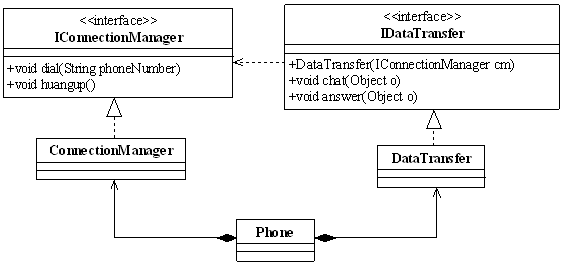 <<interface>>
IConnectionManager
+void dial(String phoneNumber)
+void huangup()
<<interface>>
IDataTransfer
+DataTransfer(IConnectionManager cm)
+void chat(Object o)
+void answer(Object o)
ConnectionManager
DataTransfer
Phone